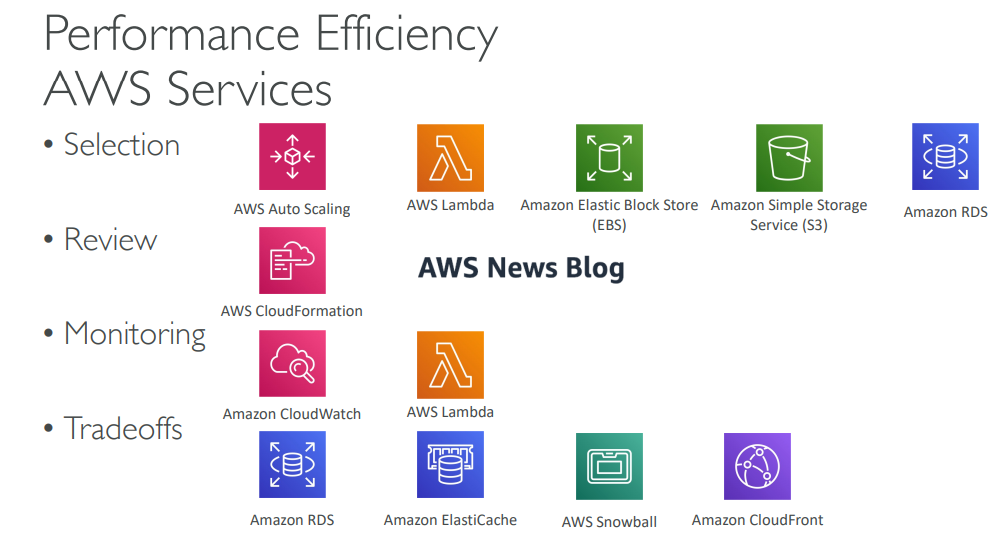 Performance Efficiency
AWS Services
• Selection
AWS Auto Scaling
AWS Lambda
Amazon Elastic Block Store
(EBS)
Amazon Simple Storage
Service (S3)
Amazon RDS
• Review
AWS CloudFormation
AWS News Blog
• Monitoring
Amazon CloudWatch
AWS Lambda
• Tradeoffs
Amazon RDS
Amazon ElastiCache
AWS Snowball
Amazon CloudFront